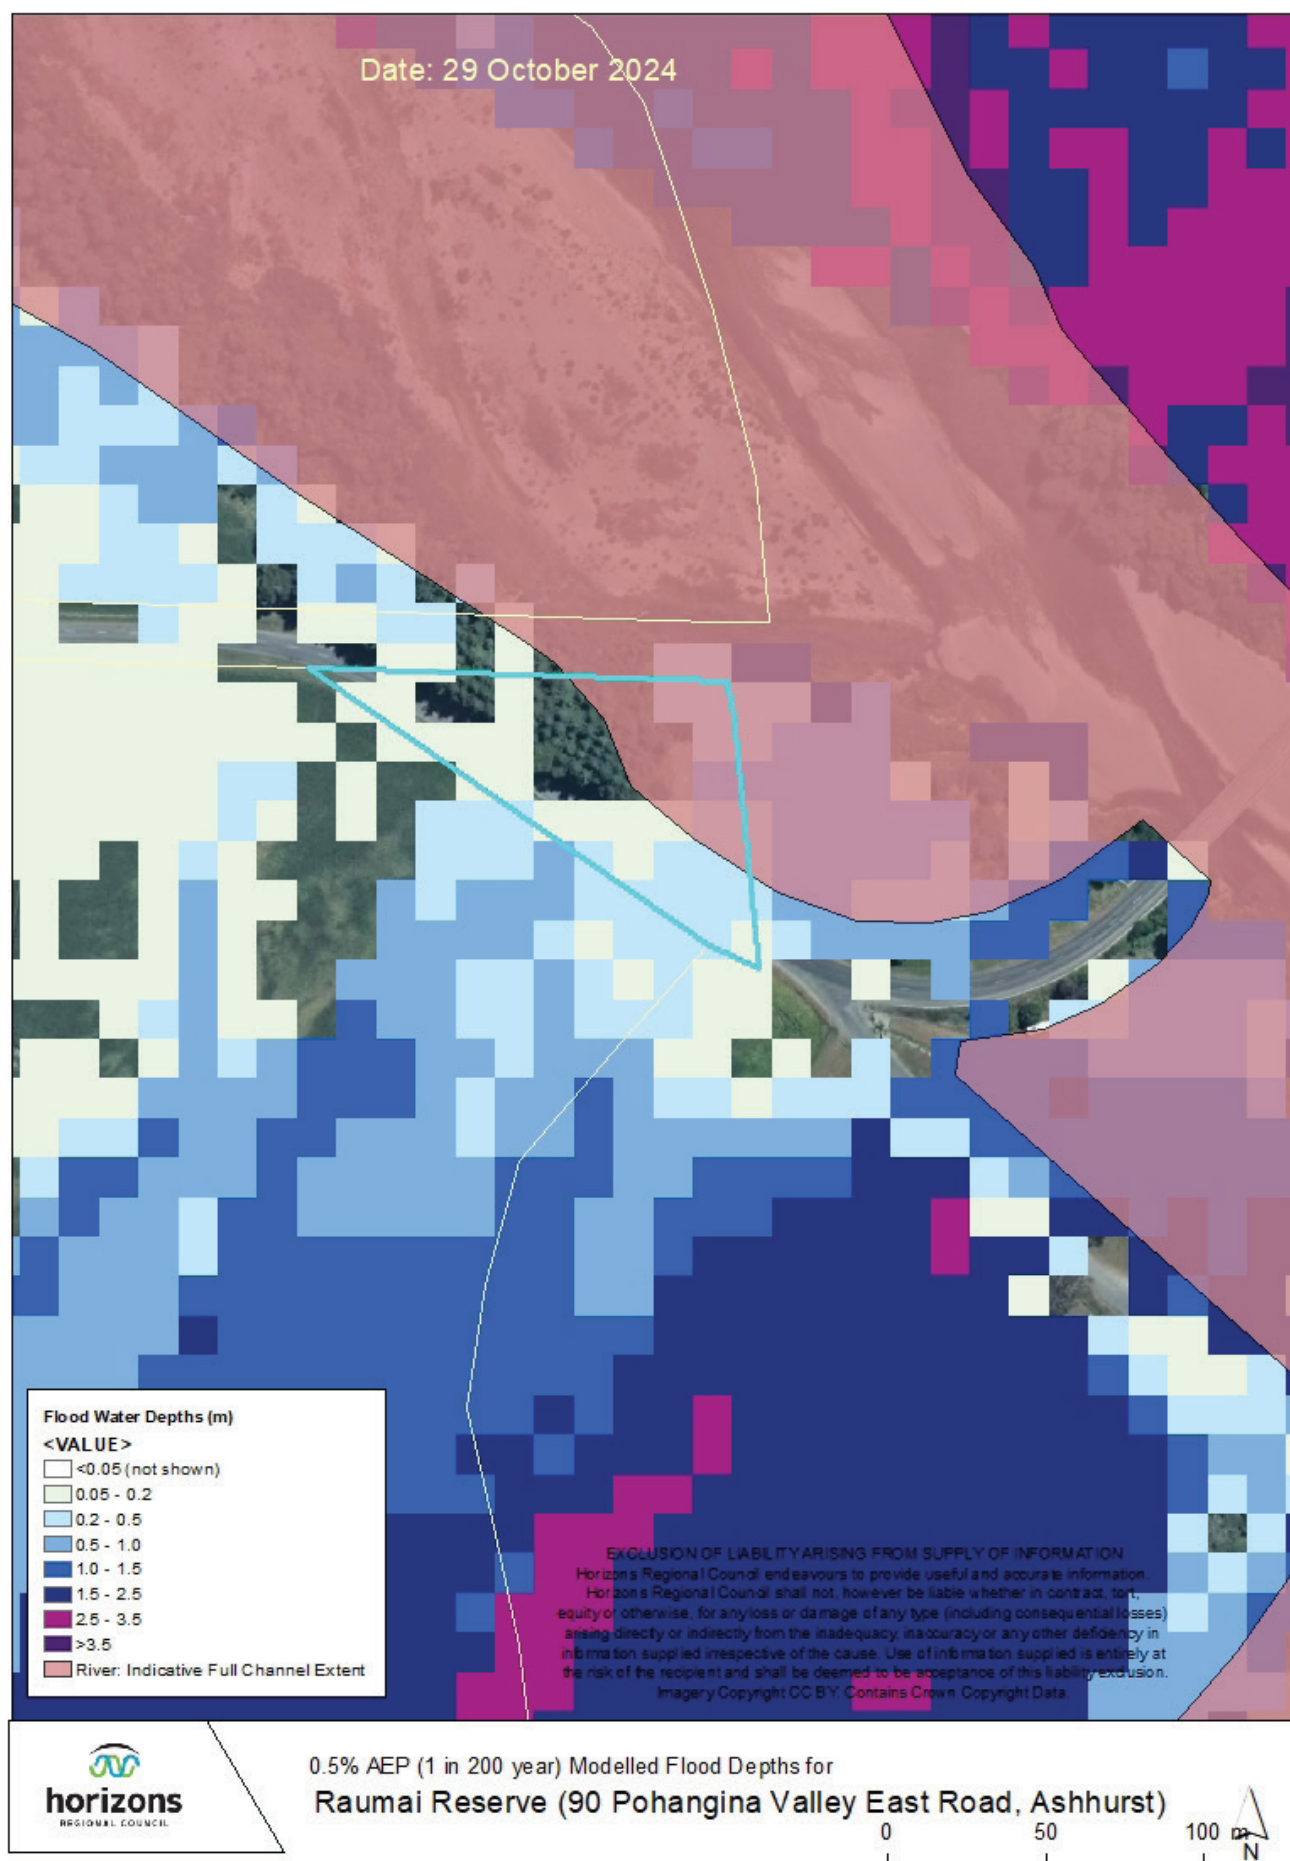 Date: 29 October 2024
Flood Water Depths (m)
<VALUE>
<0.05 (not shown)
0.05 - 0.2
0.2 - 0.5
0.5 - 1.0
1.0 - 1.5
1.5 - 2.5
2.5 - 3.5
>3.5
River: Indicative Full Channel Extent
EXCLUSION OF LIABILITY ARISING FROM SUPPLY OF INFORMATION
Horizons Regional Council endeavours to provide useful and accurate information.
Horizons Regional Council shall not, however be liable whether in contract, tort,
equity or otherwise, for any loss or damage of any type (including consequential losses)
arising directly or indirectly from the inadequacy, inaccuracy or any other deficiency in
information supplied irrespective of the cause. Use of information supplied is entirely at
the risk of the recipient and shall be deemed to be acceptance of this liability exclusion.
Imagery Copyright CC BY. Contains Crown Copyright Data.
horizons
REGIONAL COUNCIL
0.5% AEP (1 in 200 year) Modelled Flood Depths for
Raumai Reserve (90 Pohangina Valley East Road, Ashhurst)
0 50 100 m
N